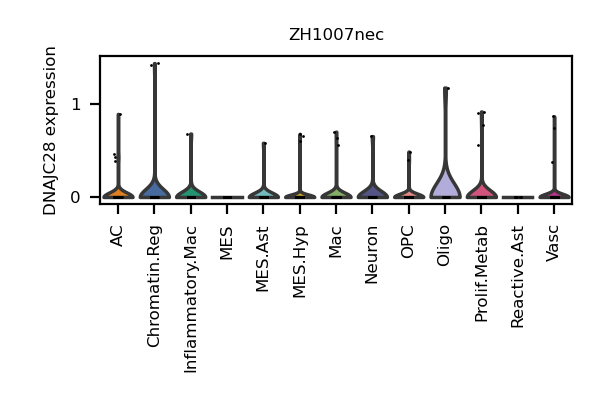 ZH1007nec
DNAJC28 expression
1
0
AC
Chromatin.Reg
Inflammatory.Mac
MES
MES.Ast
MES.Hyp
Mac
Neuron
OPC
Oligo
Prolif.Metab
Reactive.Ast
Vasc